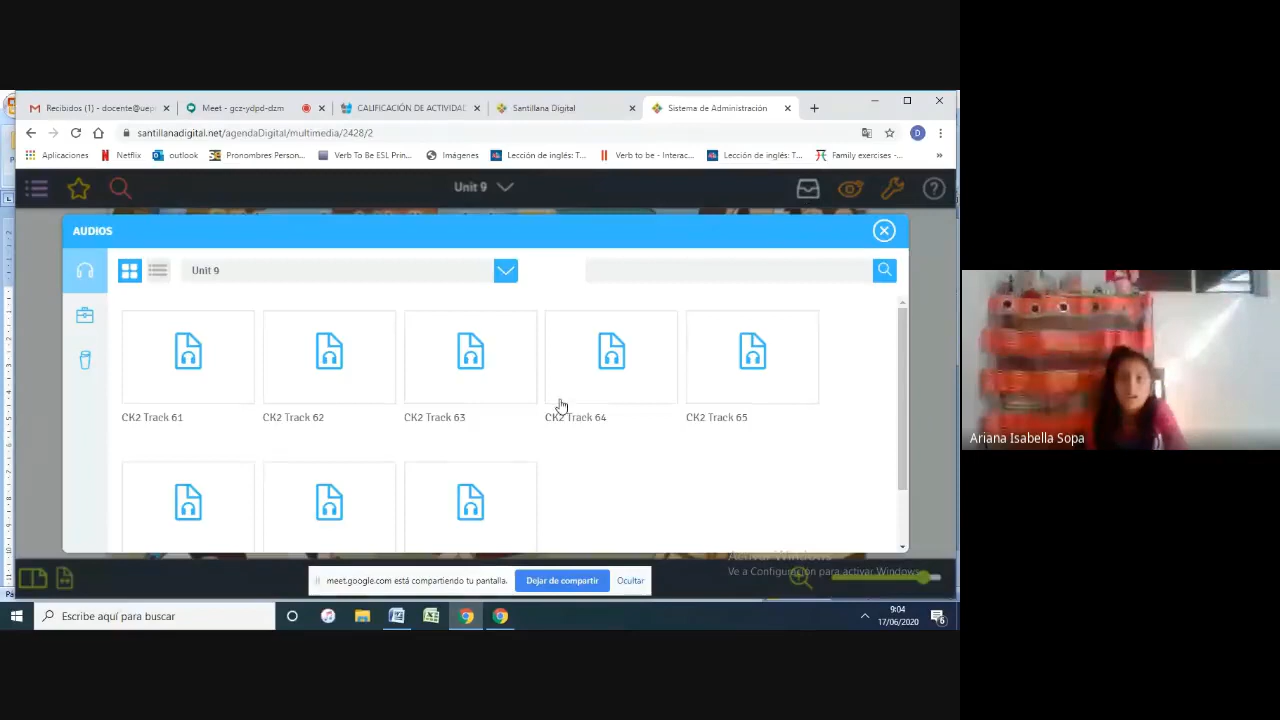 Recibidos (1) - docente@uep
Meet - gcz-ydpd-dzm
CALIFICACIÓN DE ACTIVIDAD
Santillana Digital
Sistema de Administración
santillanadigital.net/agendaDigital/multimedia/2428/2
D
Aplicaciones
Netflix
outlook
Pronombres Person...
Verb To Be ESL Prin...
Imágenes
Lección de inglés: T...
Verb to be - Interac...
Lección de inglés: T...
Family exercises -...
»
Unit 9
AUDIOS
Unit 9
CK2 Track 61
CK2 Track 62
CK2 Track 63
CK2 Track 64
CK2 Track 65
Ariana Isabella Sopa
Activar Windows
Ve a Configuración para activar Windows.
meet.google.com está compartiendo tu pantalla.
Dejar de compartir
Ocultar
Escribe aquí para buscar
9:04
17/06/2020
6